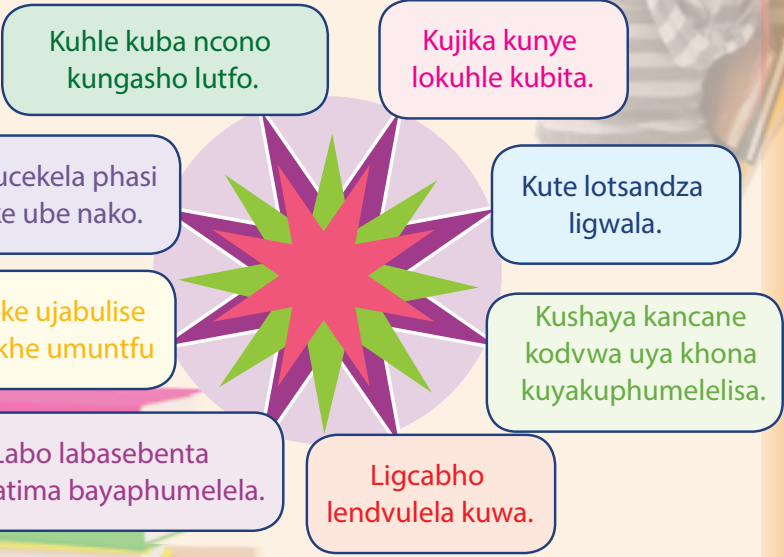 Kuhle kuba ncono
kungasho lutfo.
Kujika kunye
lokuhle kubita.
phasi
ube nako.
Kute lotsandza
ligwala.
ujabulise
umuntfu
Kushaya kancane
kodvwa uya khona
kuyakuphumelelisa.
Labo labasebenta
bayaphumelela.
Ligcabho
lendvulela kuwa.